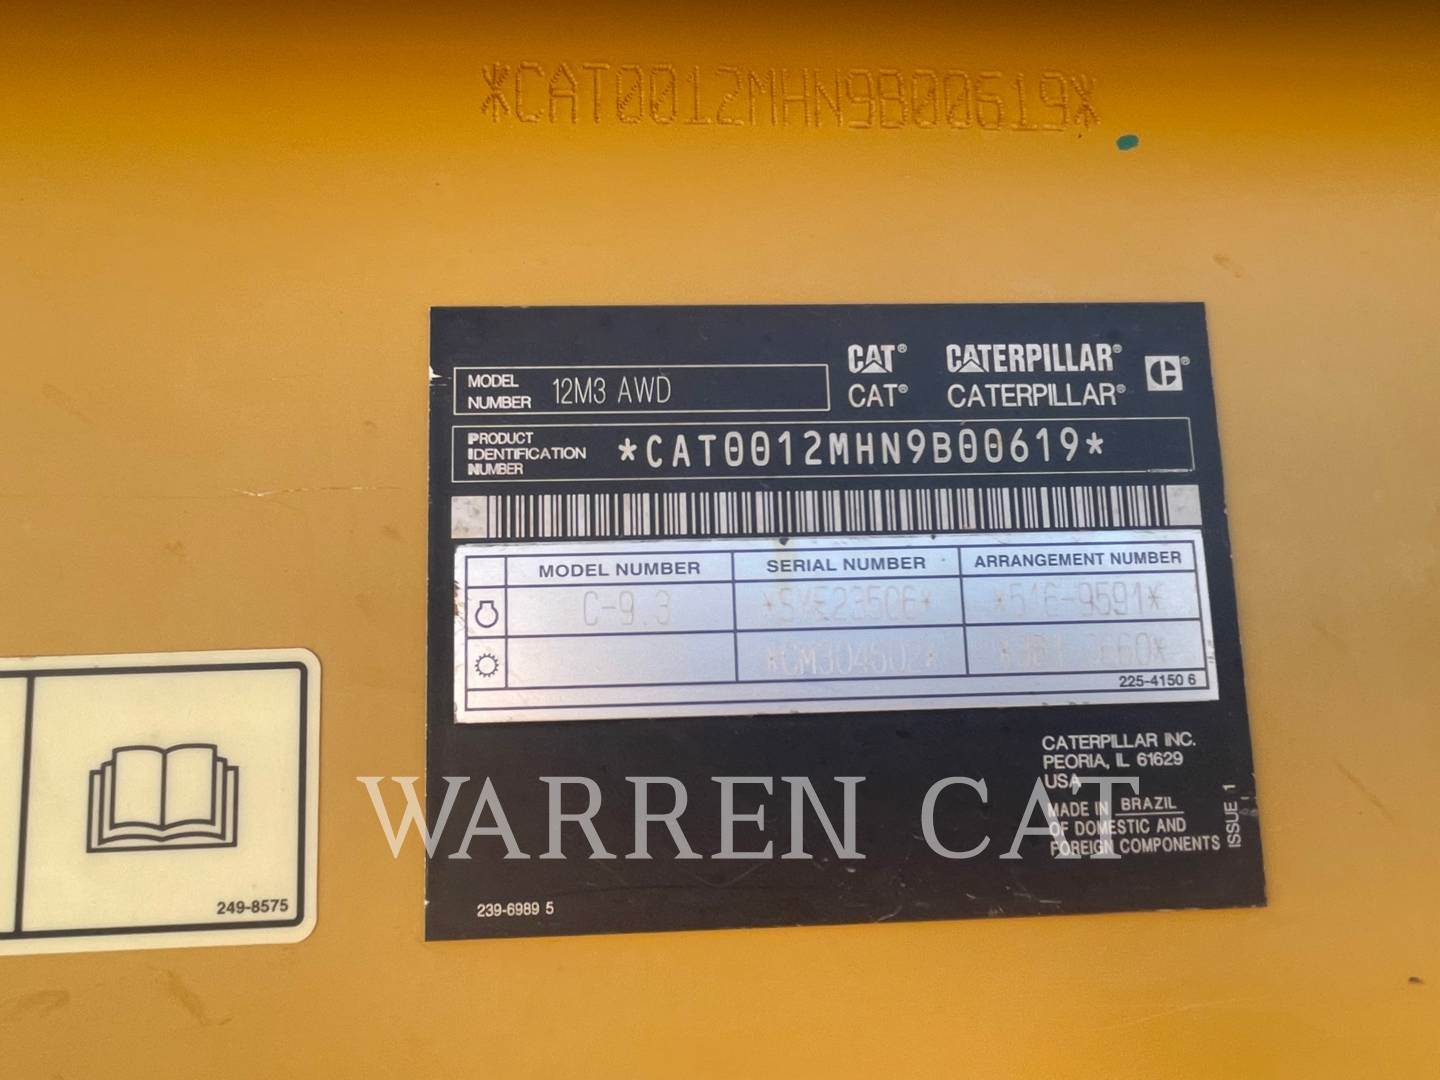 *CAT0012MHN9B00619*
CAT® CATERPILLAR®
MODEL NUMBER 12M3 AWD
CAT® CATERPILLAR®
PRODUCT IDENTIFICATION NUMBER *CAT0012MHN9B00619*
MODEL NUMBER SERIAL NUMBER ARRANGEMENT NUMBER
C-9.3 *516-9591*
225-4150 6
CATERPILLAR INC.
PEORIA, IL 61629
USA
MADE IN BRAZIL
OF DOMESTIC AND
FOREIGN COMPONENTS
ISSUE 1
WARREN CAT
249-8575
239-6989 5